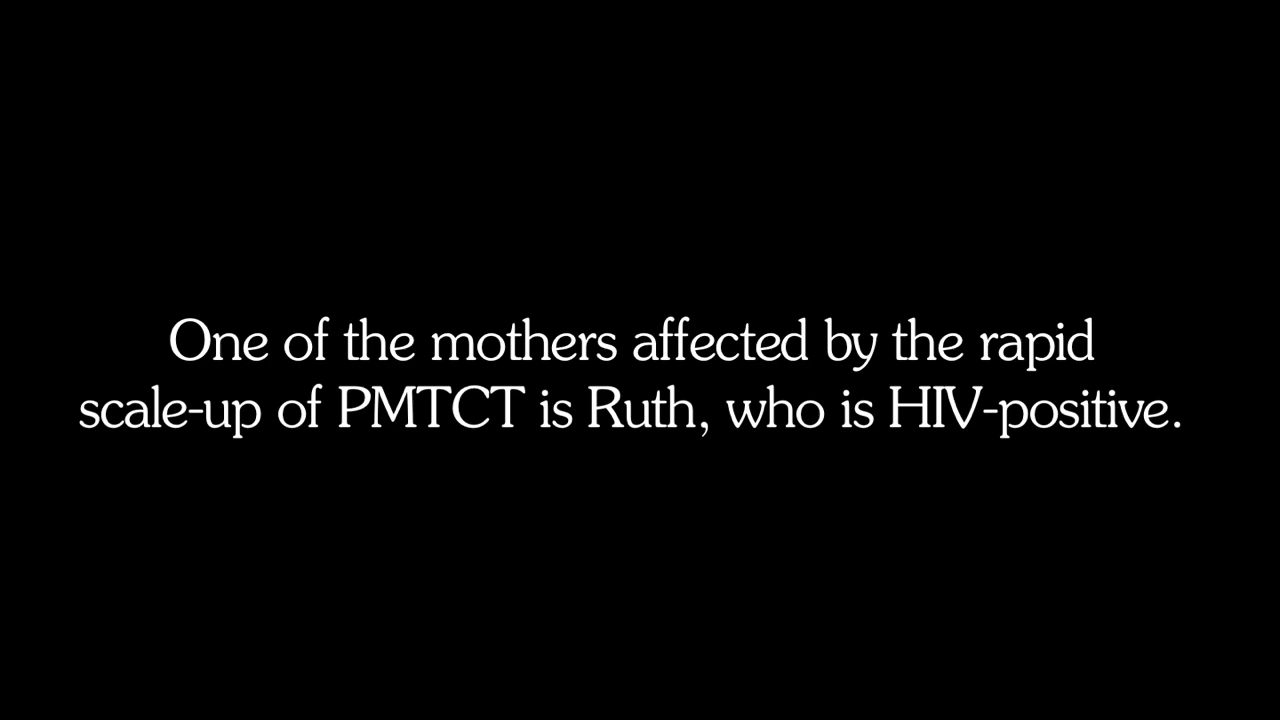 One of the mothers affected by the rapid
scale-up of PMTCT is Ruth, who is HIV-positive.